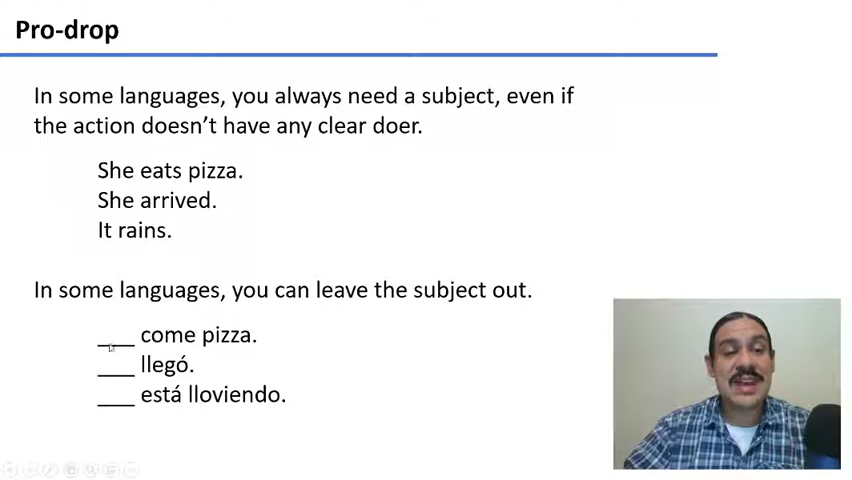 Pro-drop
In some languages, you always need a subject, even if
the action doesn’t have any clear doer.
She eats pizza.
She arrived.
It rains.
In some languages, you can leave the subject out.
___ come pizza.
___ llegó.
___ está lloviendo.